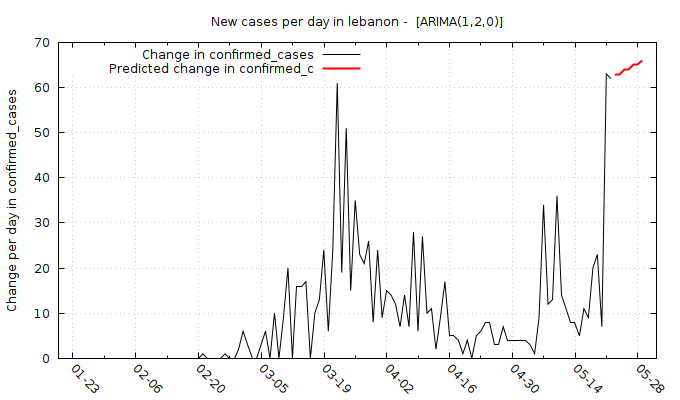 New cases per day in lebanon -  [ARIMA(1,2,0)]
Change in confirmed_cases
Predicted change in confirmed_c
Change per day in confirmed_cases
70
60
50
40
30
20
10
0
01-23 02-06 02-20 03-05 03-19 04-02 04-16 04-30 05-14 05-28